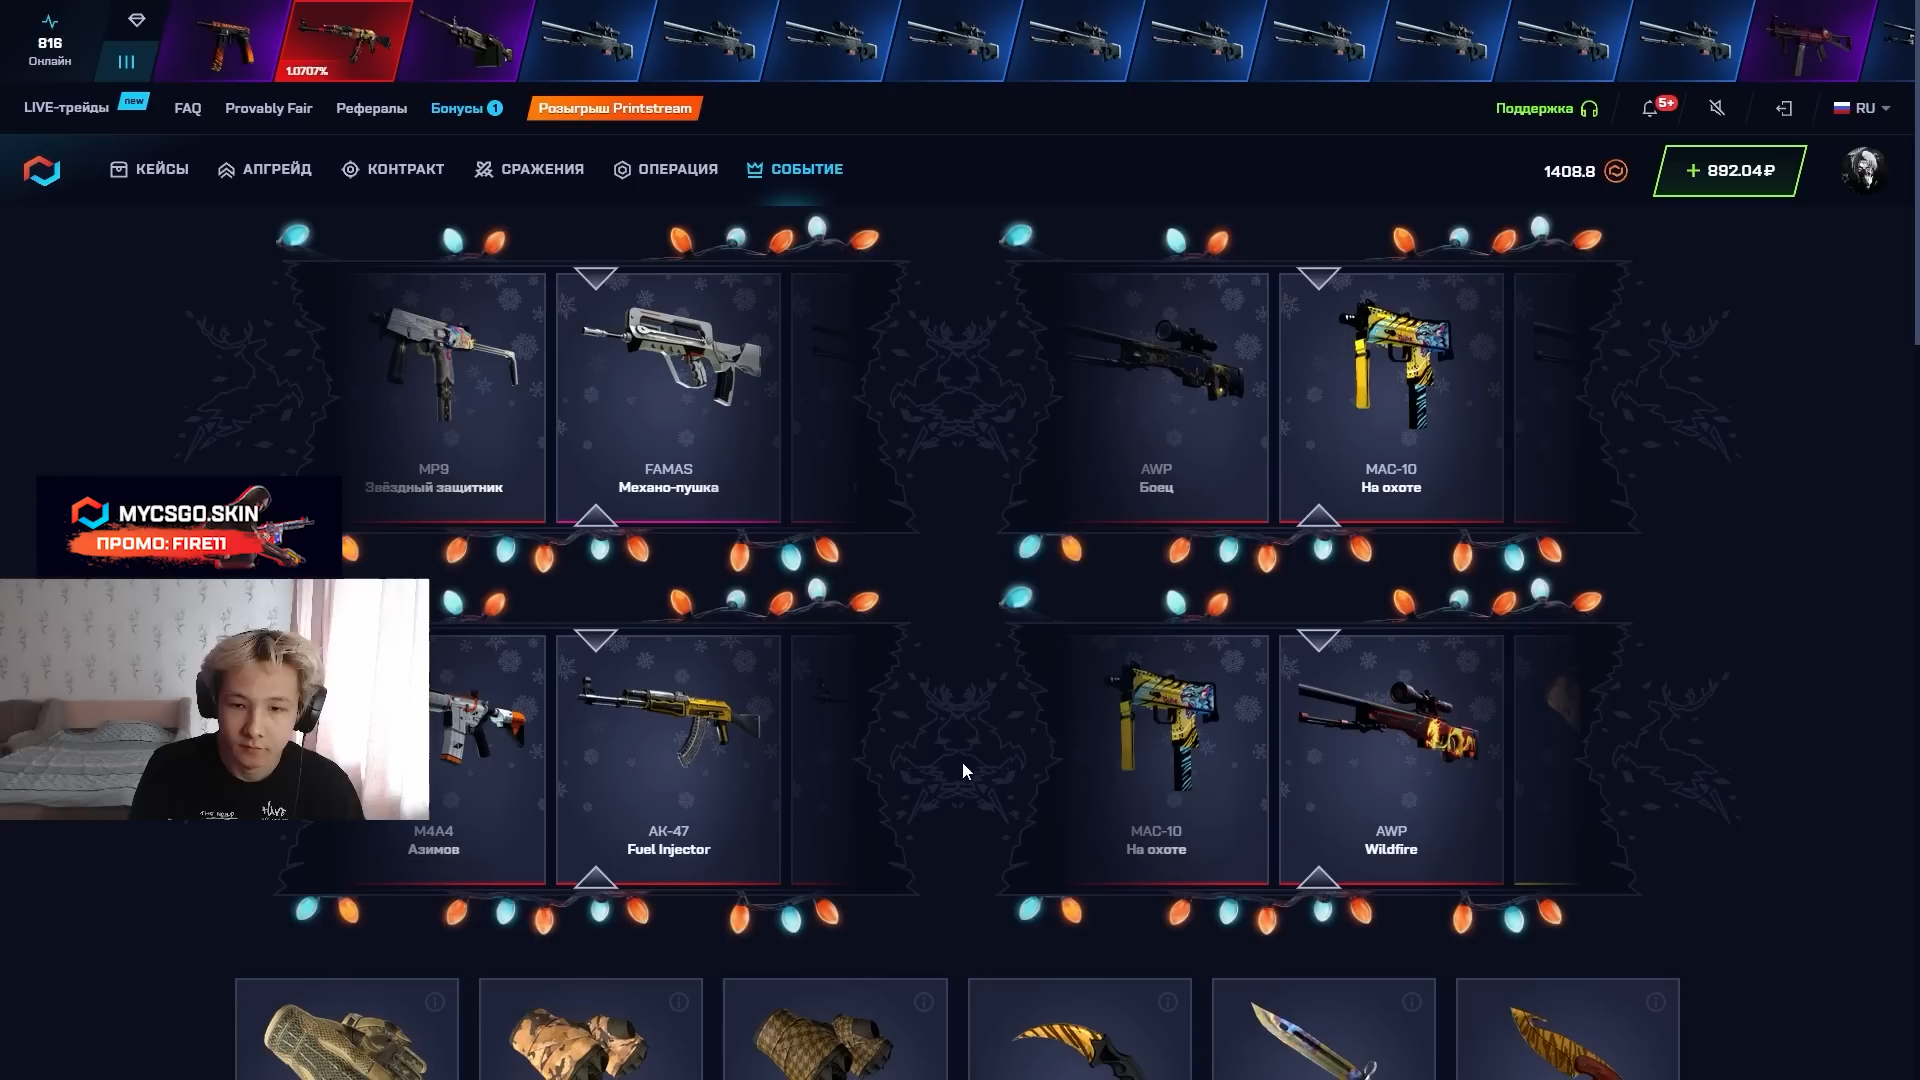 816
Онлайн
1.0707%
LIVE-трейды
new
FAQ
Provably Fair
Рефералы
Бонусы 1
Розыгрыш Printstream
Поддержка
5+
RU
КЕЙСЫ
АПГРЕЙД
КОНТРАКТ
СРАЖЕНИЯ
ОПЕРАЦИЯ
СОБЫТИЕ
1408.8
+ 892.04₽
MP9
Звёздный защитник
FAMAS
Механо-пушка
AWP
Боец
MAC-10
На охоте
MYCSGO.SKIN
ПРОМО: FIRE11
M4A4
Азимов
AK-47
Fuel Injector
MAC-10
На охоте
AWP
Wildfire